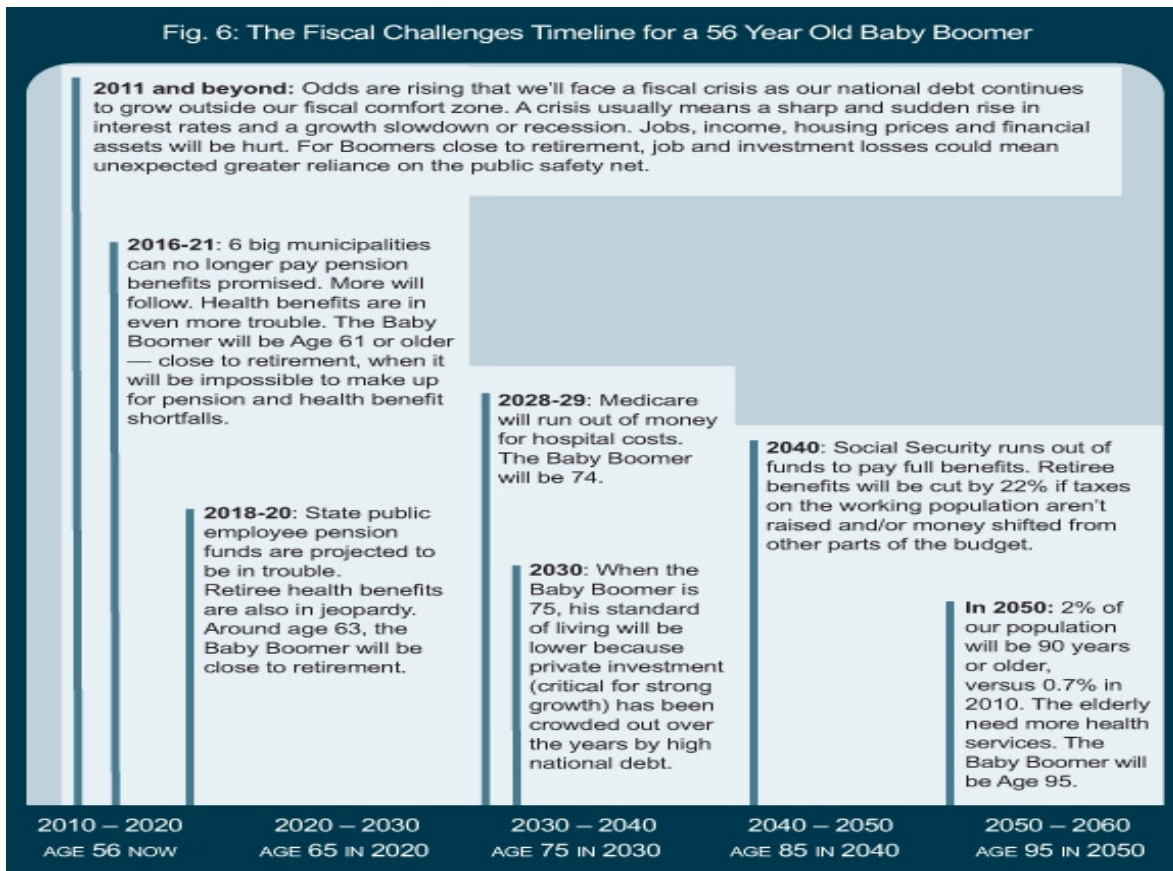 Fig. 6: The Fiscal Challenges Timeline for a 56 Year Old Baby Boomer
2011 and beyond: Odds are rising that we'll face a fiscal crisis as our national debt continues
to grow outside our fiscal comfort zone. A crisis usually means a sharp and sudden rise in
interest rates and a growth slowdown or recession. Jobs, income, housing prices and financial
assets will be hurt. For Boomers close to retirement, job and investment losses could mean
unexpected greater reliance on the public safety net.
2016-21: 6 big municipalities
can no longer pay pension
benefits promised. More will
follow. Health benefits are in
even more trouble. The Baby
Boomer will be Age 61 or older
— close to retirement, when it
will be impossible to make up
for pension and health benefit
shortfalls.
2018-20: State public
employee pension
funds are projected to
be in trouble.
Retiree health benefits
are also in jeopardy.
Around age 63, the
Baby Boomer will be
close to retirement.
2028-29: Medicare
will run out of money
for hospital costs.
The Baby Boomer
will be 74.
2030: When the
Baby Boomer is
75, his standard
of living will be
lower because
private investment
(critical for strong
growth) has been
crowded out over
the years by high
national debt.
2040: Social Security runs out of
funds to pay full benefits. Retiree
benefits will be cut by 22% if taxes
on the working population aren't
raised and/or money shifted from
other parts of the budget.
In 2050: 2% of
our population
will be 90 years
or older,
versus 0.7% in
2010. The elderly
need more health
services. The
Baby Boomer will
be Age 95.
2010 – 2020
AGE 56 NOW
2020 – 2030
AGE 65 IN 2020
2030 – 2040
AGE 75 IN 2030
2040 – 2050
AGE 85 IN 2040
2050 – 2060
AGE 95 IN 2050